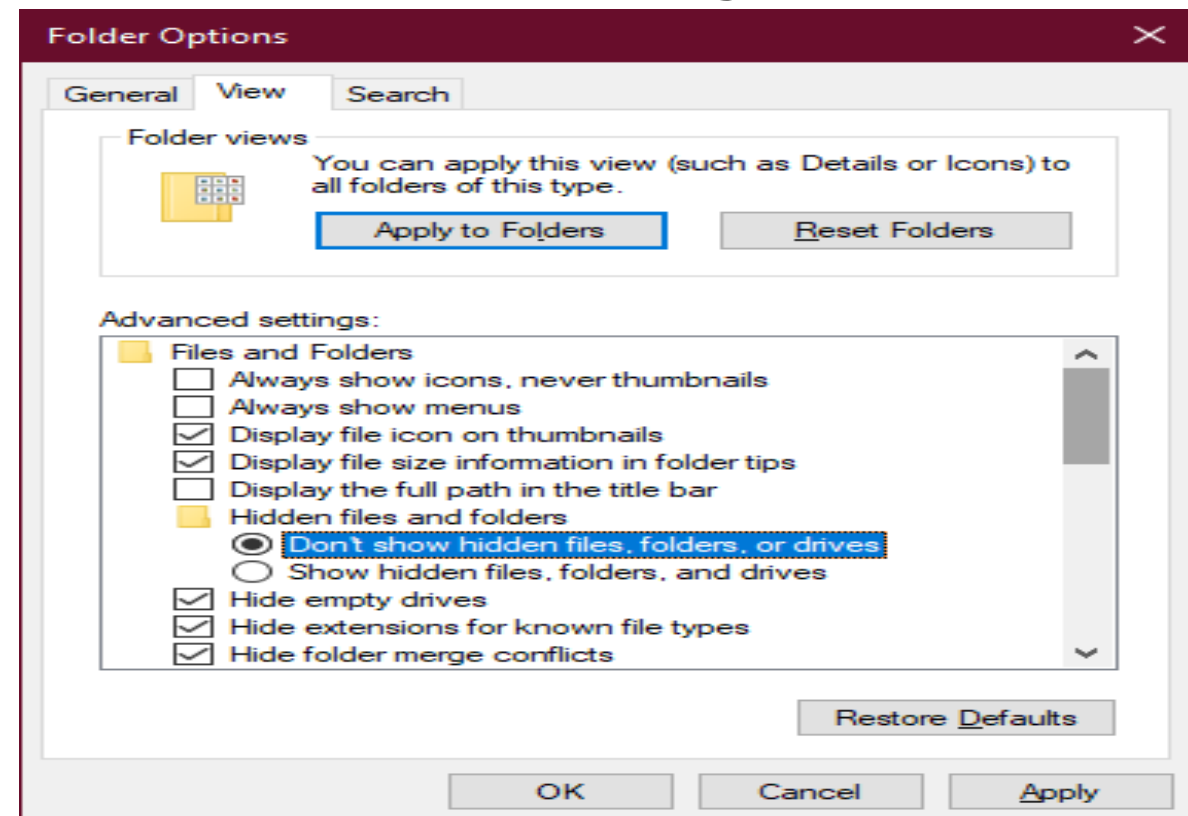 Folder Options
General View Search
Folder views
You can apply this view (such as Details or Icons) to
all folders of this type.
Apply to Folders Reset Folders
Advanced settings:
Files and Folders
Always show icons, never thumbnails
Always show menus
Display file icon on thumbnails
Display file size information in folder tips
Display the full path in the title bar
Hidden files and folders
Don't show hidden files, folders, or drives
Show hidden files, folders, and drives
Hide empty drives
Hide extensions for known file types
Hide folder merge conflicts
Restore Defaults
OK Cancel Apply